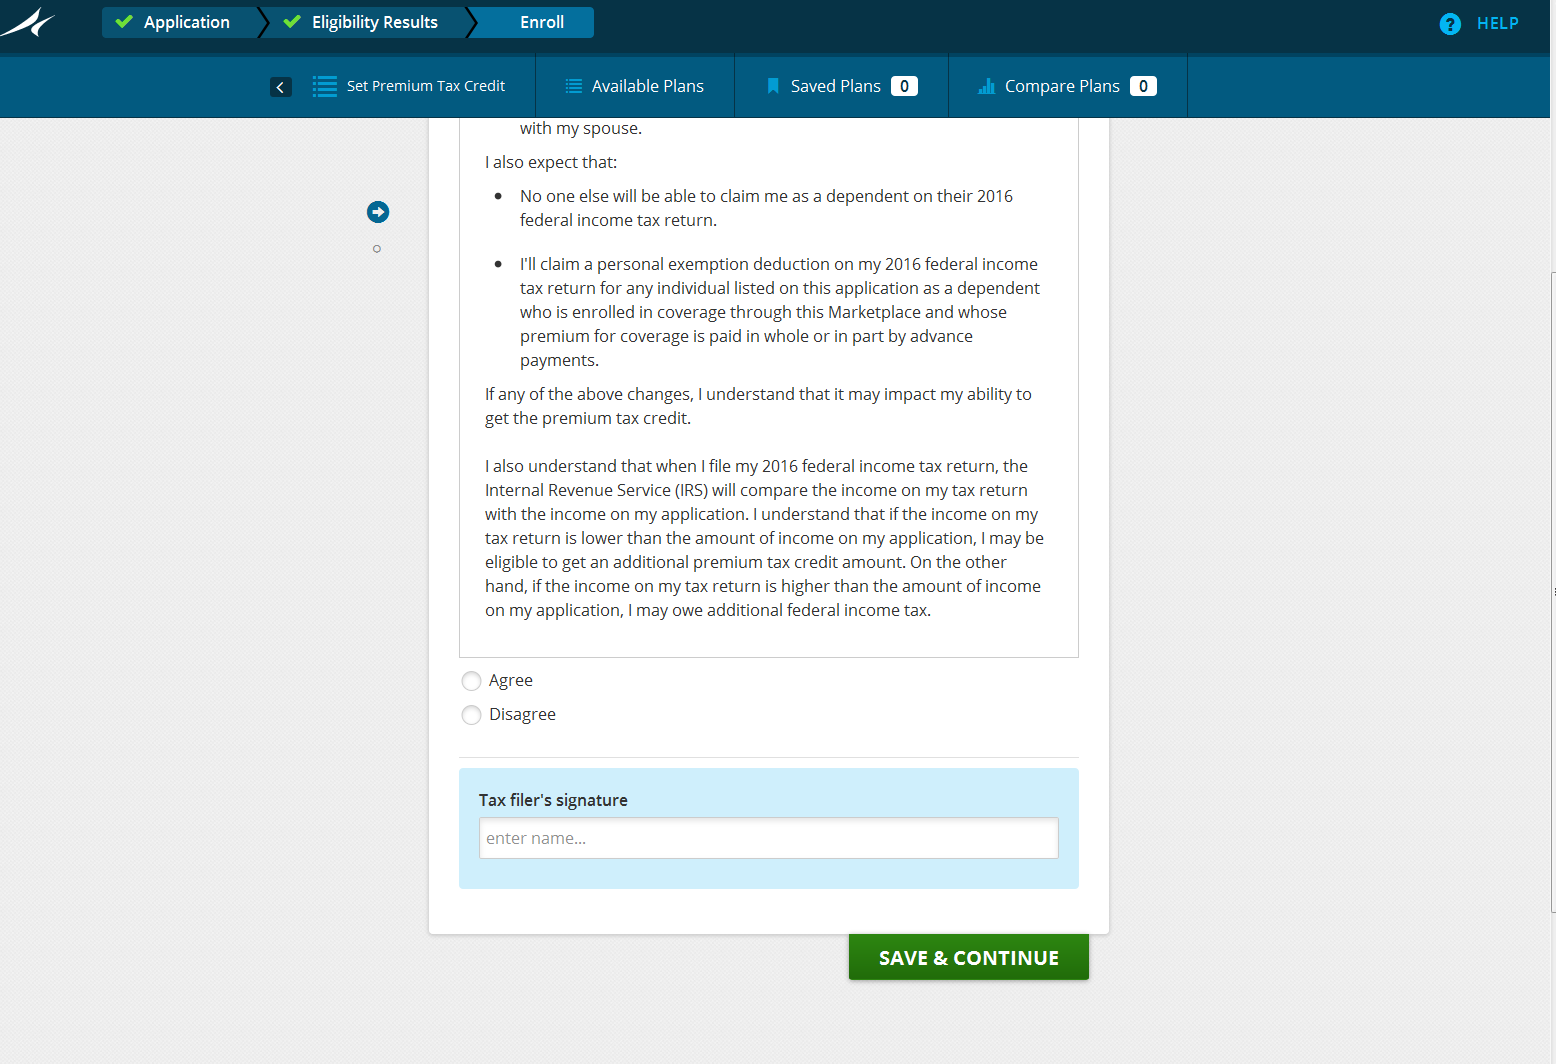 Application
Eligibility Results
Enroll
? HELP
Set Premium Tax Credit
Available Plans
Saved Plans 0
Compare Plans 0
with my spouse.
I also expect that:
• No one else will be able to claim me as a dependent on their 2016
federal income tax return.
• I'll claim a personal exemption deduction on my 2016 federal income
tax return for any individual listed on this application as a dependent
who is enrolled in coverage through this Marketplace and whose
premium for coverage is paid in whole or in part by advance
payments.
If any of the above changes, I understand that it may impact my ability to
get the premium tax credit.
I also understand that when I file my 2016 federal income tax return, the
Internal Revenue Service (IRS) will compare the income on my tax return
with the income on my application. I understand that if the income on my
tax return is lower than the amount of income on my application, I may be
eligible to get an additional premium tax credit amount. On the other
hand, if the income on my tax return is higher than the amount of income
on my application, I may owe additional federal income tax.
Agree
Disagree
Tax filer's signature
enter name...
SAVE & CONTINUE